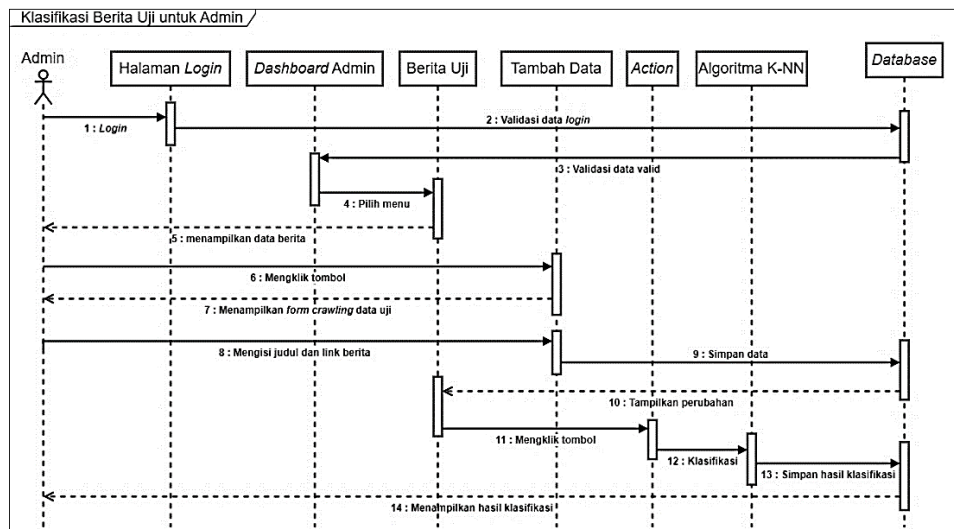 Klasifikasi Berita Uji untuk Admin
Admin
Halaman Login
Dashboard Admin
Berita Uji
Tambah Data
Action
Algoritma K-NN
Database
1 : Login
2 : Validasi data login
3 : Validasi data valid
4 : Pilih menu
5 : menampilkan data berita
6 : Mengklik tombol
7 : Menampilkan form crawling data uji
8 : Mengisi judul dan link berita
9 : Simpan data
10 : Tampilkan perubahan
11 : Mengklik tombol
12 : Klasifikasi
13 : Simpan hasil klasifikasi
14 : Menampilkan hasil klasifikasi